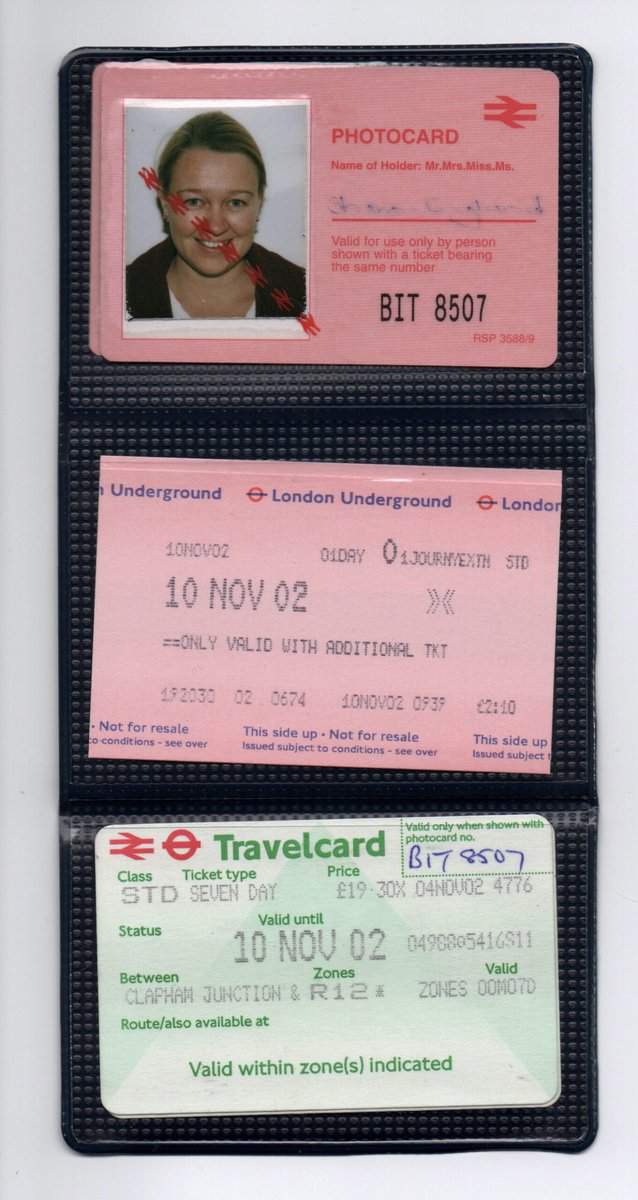 PHOTOCARD
Name of Holder: Mr.Mrs.Miss.Ms.
Valid for use only by person
shown with a ticket bearing
the same number
BIT 8507
RSP 3588/9
n Underground London Underground London
10NOV02 01DAY 01JOURNYEXTN STD
10 NOV 02
==ONLY VALID WITH ADDITIONAL TKT
192030 02 0674 10NOV02 0939 £2:10
· Not for resale This side up · Not for resale This side up
to conditions - see over Issued subject to conditions - see over Issued subject t
Travelcard
Valid only when shown with
photocard no.
BIT 8507
Class Ticket type Price
STD SEVEN DAY £19·30X 04NOV02 4776
Status Valid until
10 NOV 02 0498805416S11
Between Zones Valid
CLAPHAM JUNCTION & R12* ZONES 00M07D
Route/also available at
Valid within zone(s) indicated